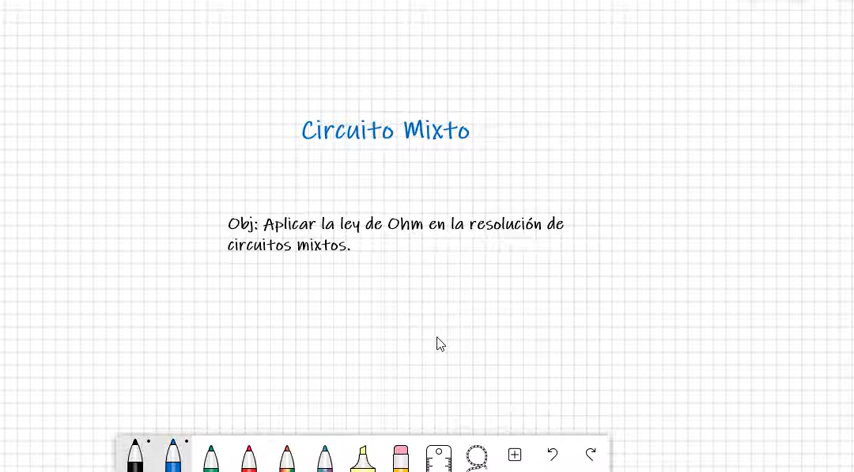 Circuito Mixto
Obj: Aplicar la ley de Ohm en la resolución de
circuitos mixtos.